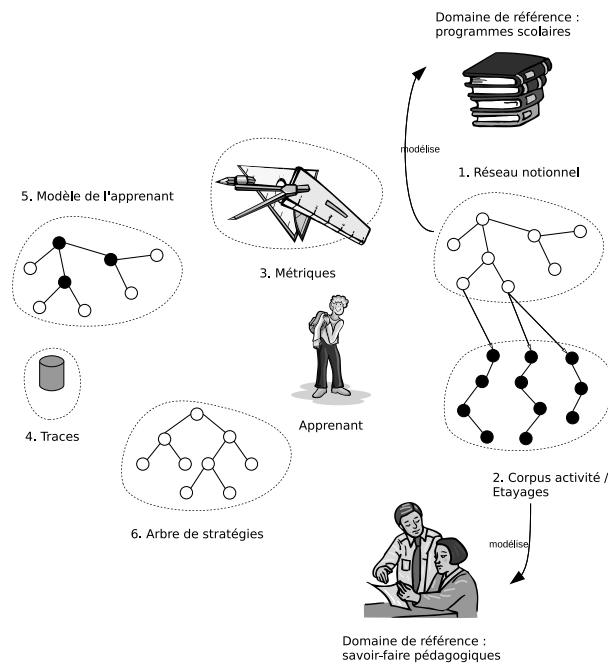 Domaine de référence :
programmes scolaires
modélise
1. Réseau notionnel
5. Modèle de l'apprenant
3. Métriques
Apprenant
4. Traces
6. Arbre de stratégies
2. Corpus activité /
Etayages
modélise
Domaine de référence :
savoir-faire pédagogiques